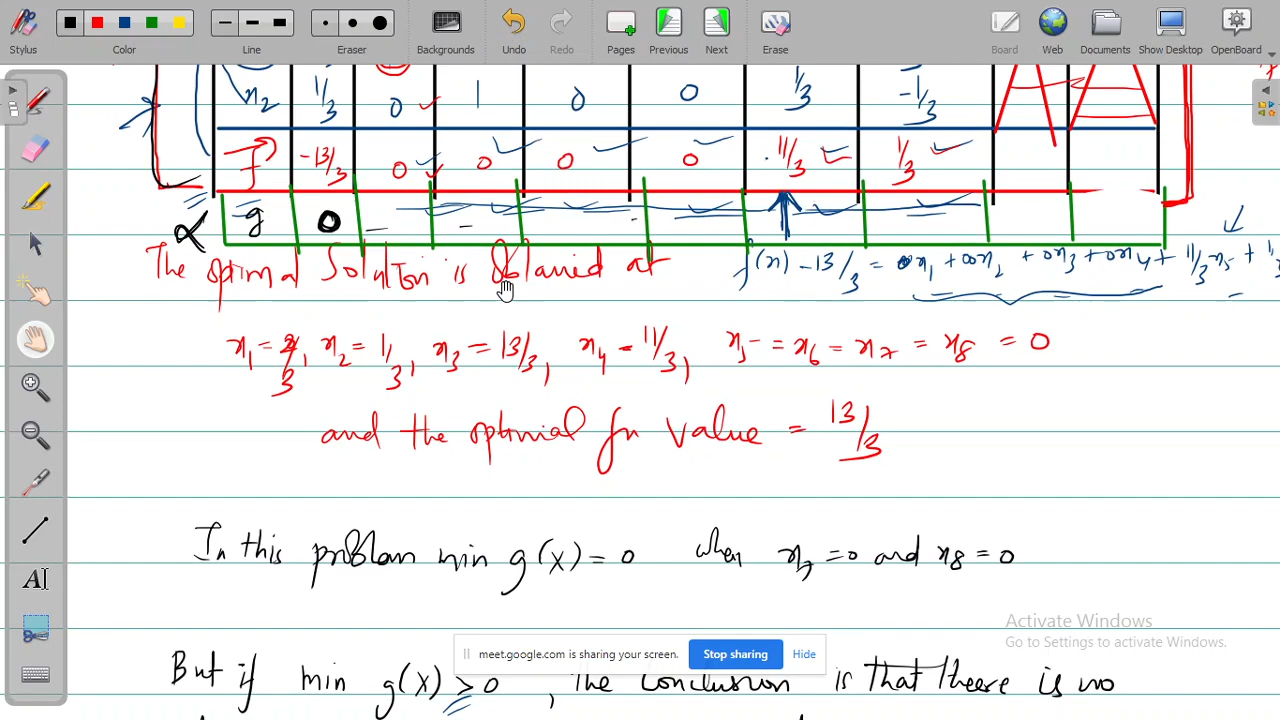 Stylus Color Line Eraser Backgrounds Undo Redo Pages Previous Next Erase Board Web Documents Show Desktop OpenBoard
x2 1/3 0 1 0 0 1/3 -1/3
f -13/3 0 0 0 0 11/3 1/3
α g 0 - -
The optimal Solution is obtained at
f(x) - 13/3 = 0x1 + 0x2 + 0x3 + 0x4 + 11/3 x5 +
x1 = 2/3, x2 = 1/3, x3 = 13/3, x4 = 11/3, x5 = x6 = x7 = x8 = 0
and the optimal fn value = 13/3
In this problem min g(X) = 0 when x7 = 0 and x8 = 0
Activate Windows
Go to Settings to activate Windows.
meet.google.com is sharing your screen. Stop sharing Hide
But if min g(X) > 0, The conclusion is that theere is no